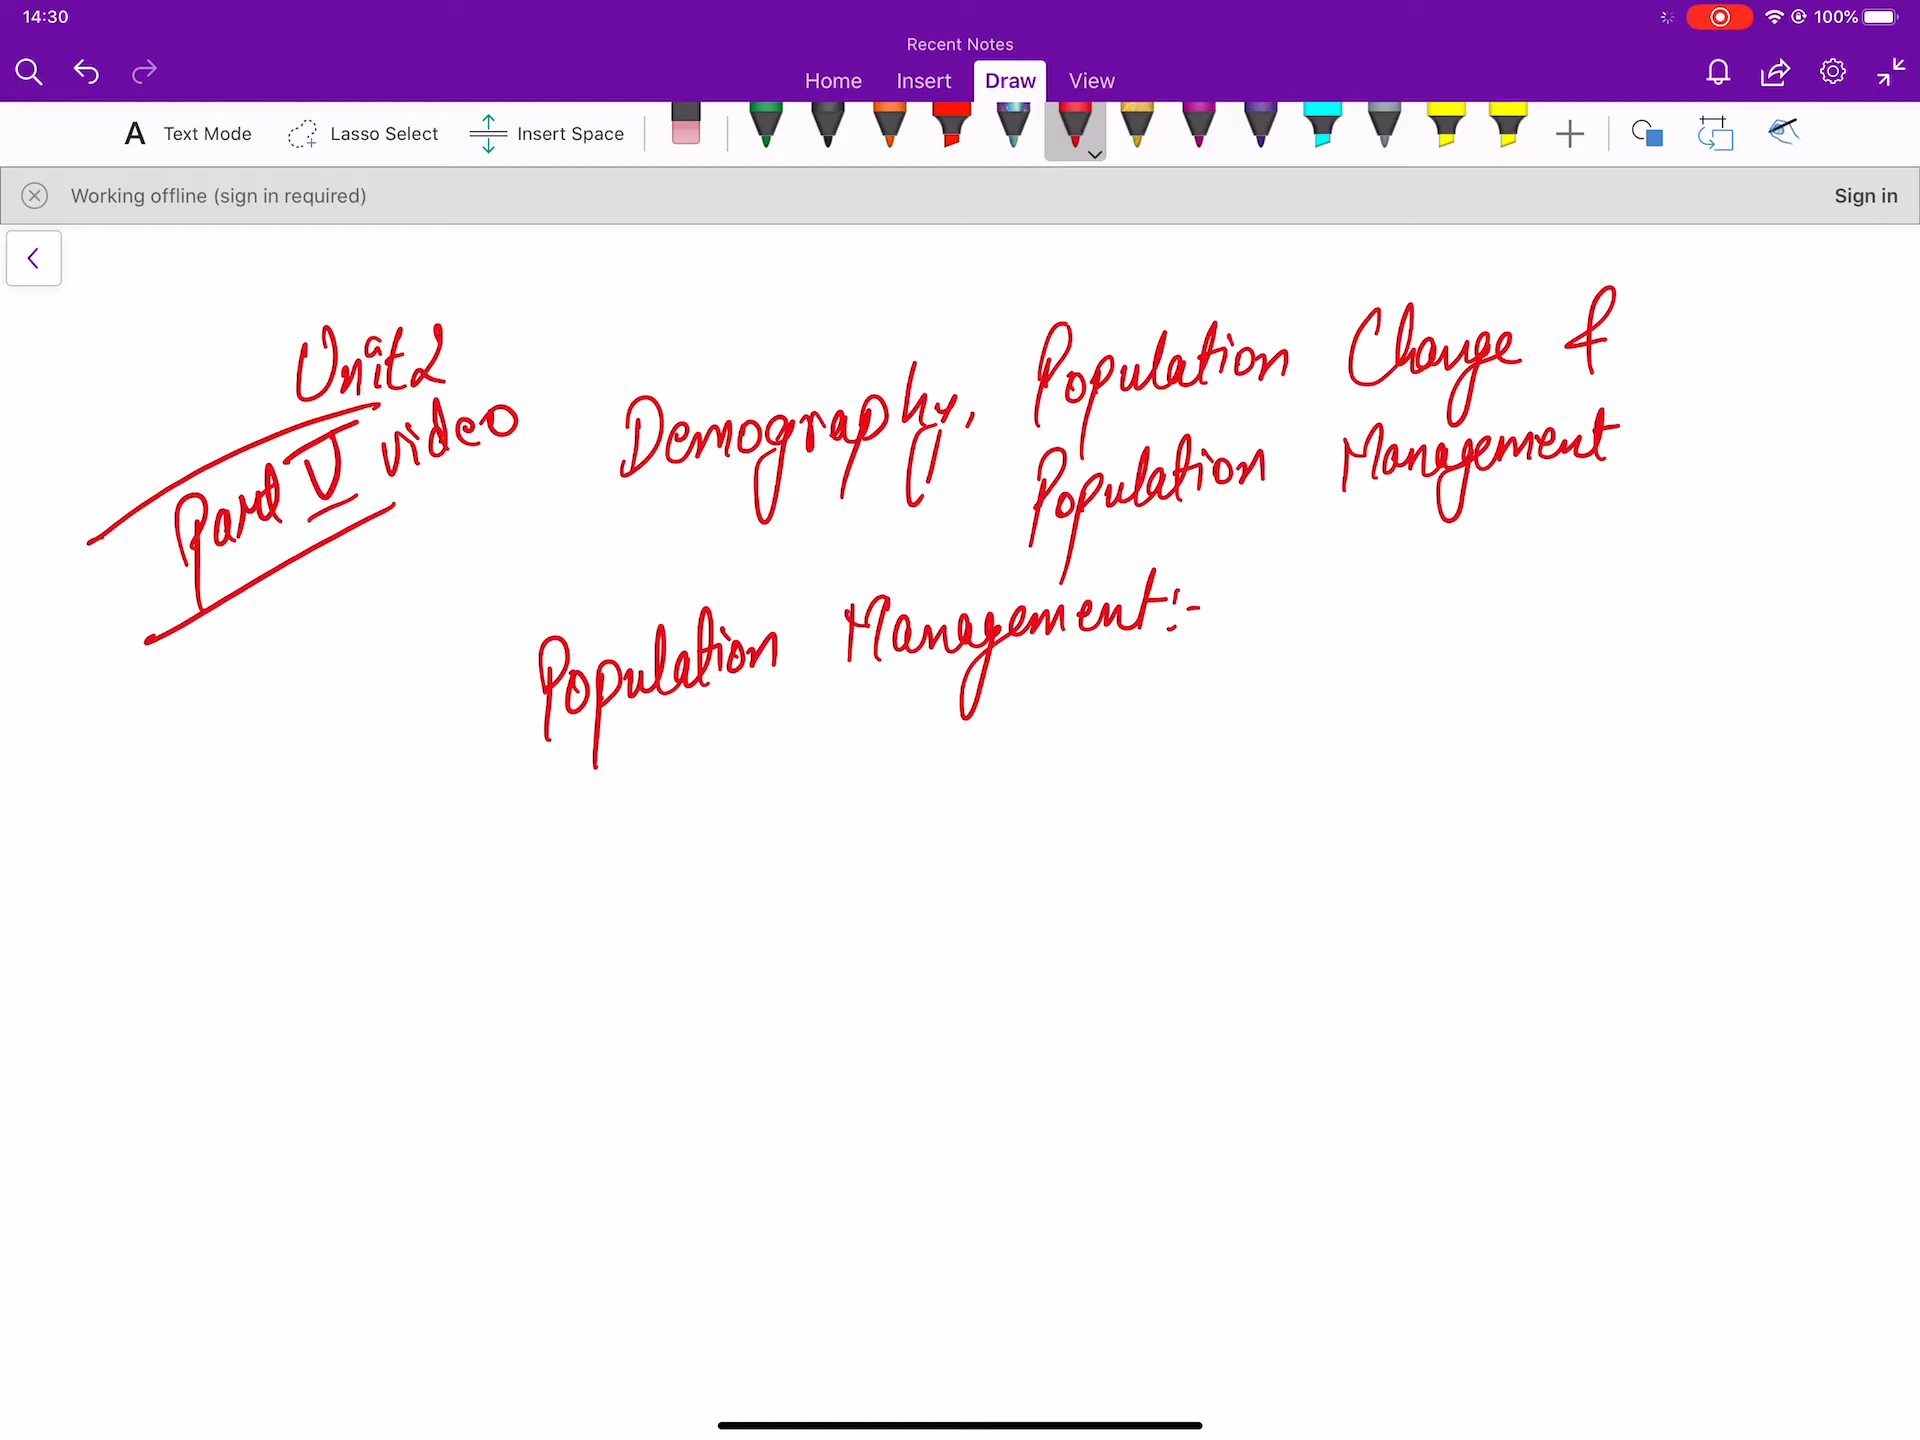 14:30
100%
Recent Notes
Home Insert Draw View
A Text Mode Lasso Select Insert Space
Working offline (sign in required) Sign in
Unit 2
Part V video
Demography, Population Change &
Population Management
Population Management:-